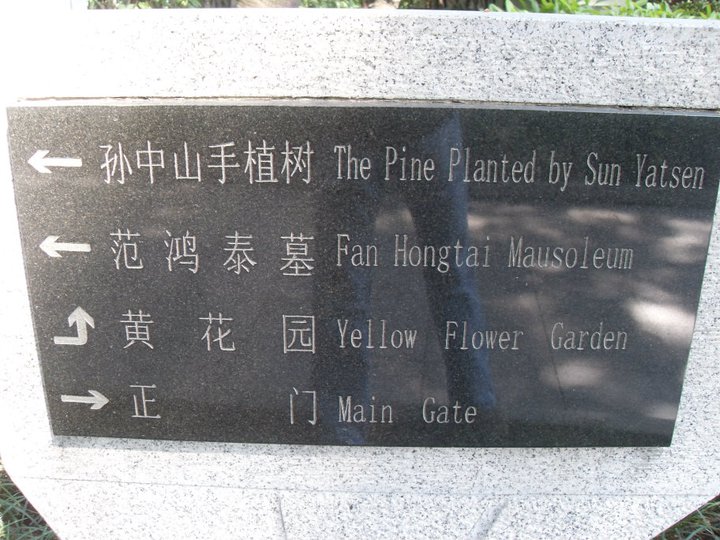 ← 孙中山手植树 The Pine Planted by Sun Yatsen
← 范鸿泰墓 Fan Hongtai Mausoleum
↰ 黄花园 Yellow Flower Garden
→ 正门 Main Gate